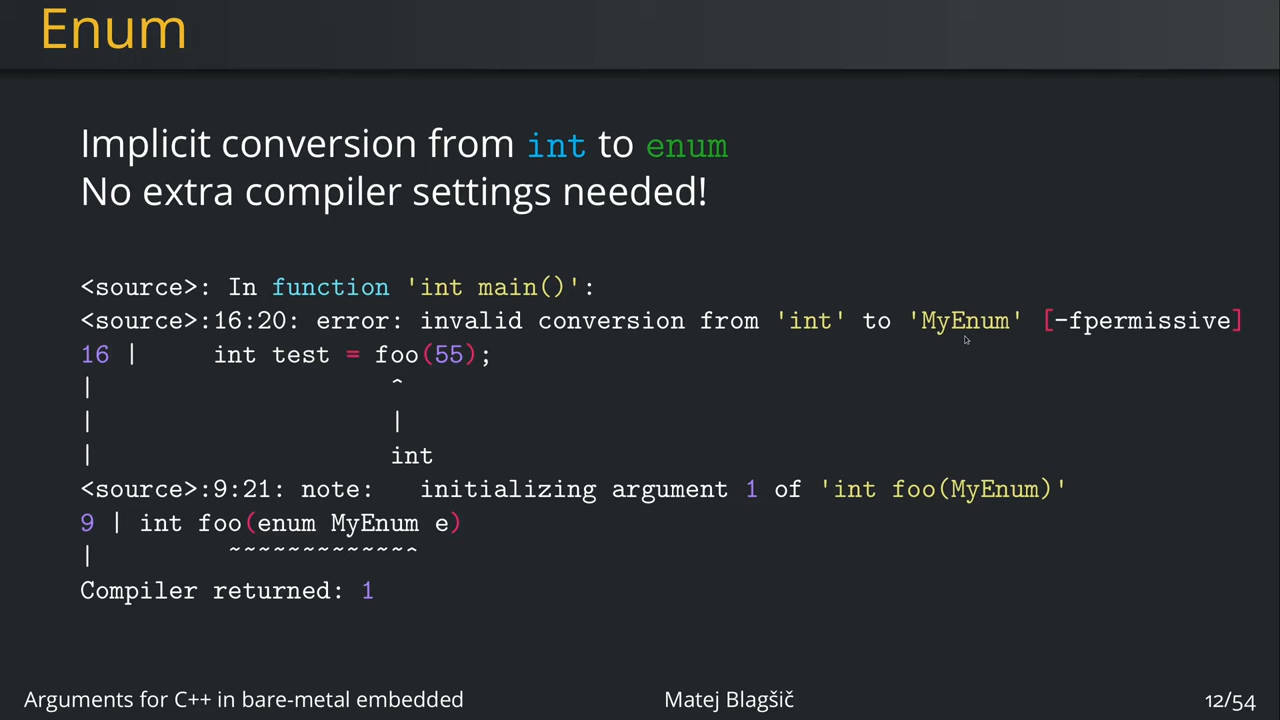 Enum
Implicit conversion from int to enum
No extra compiler settings needed!
<source>: In function 'int main()':
<source>:16:20: error: invalid conversion from 'int' to 'MyEnum' [-fpermissive]
16 |     int test = foo(55);
|                    ^
|                    |
|                    int
<source>:9:21: note:   initializing argument 1 of 'int foo(MyEnum)'
9 | int foo(enum MyEnum e)
|         ~~~~~~~~~~~~~^
Compiler returned: 1
Arguments for C++ in bare-metal embedded
Matej Blagšič
12/54